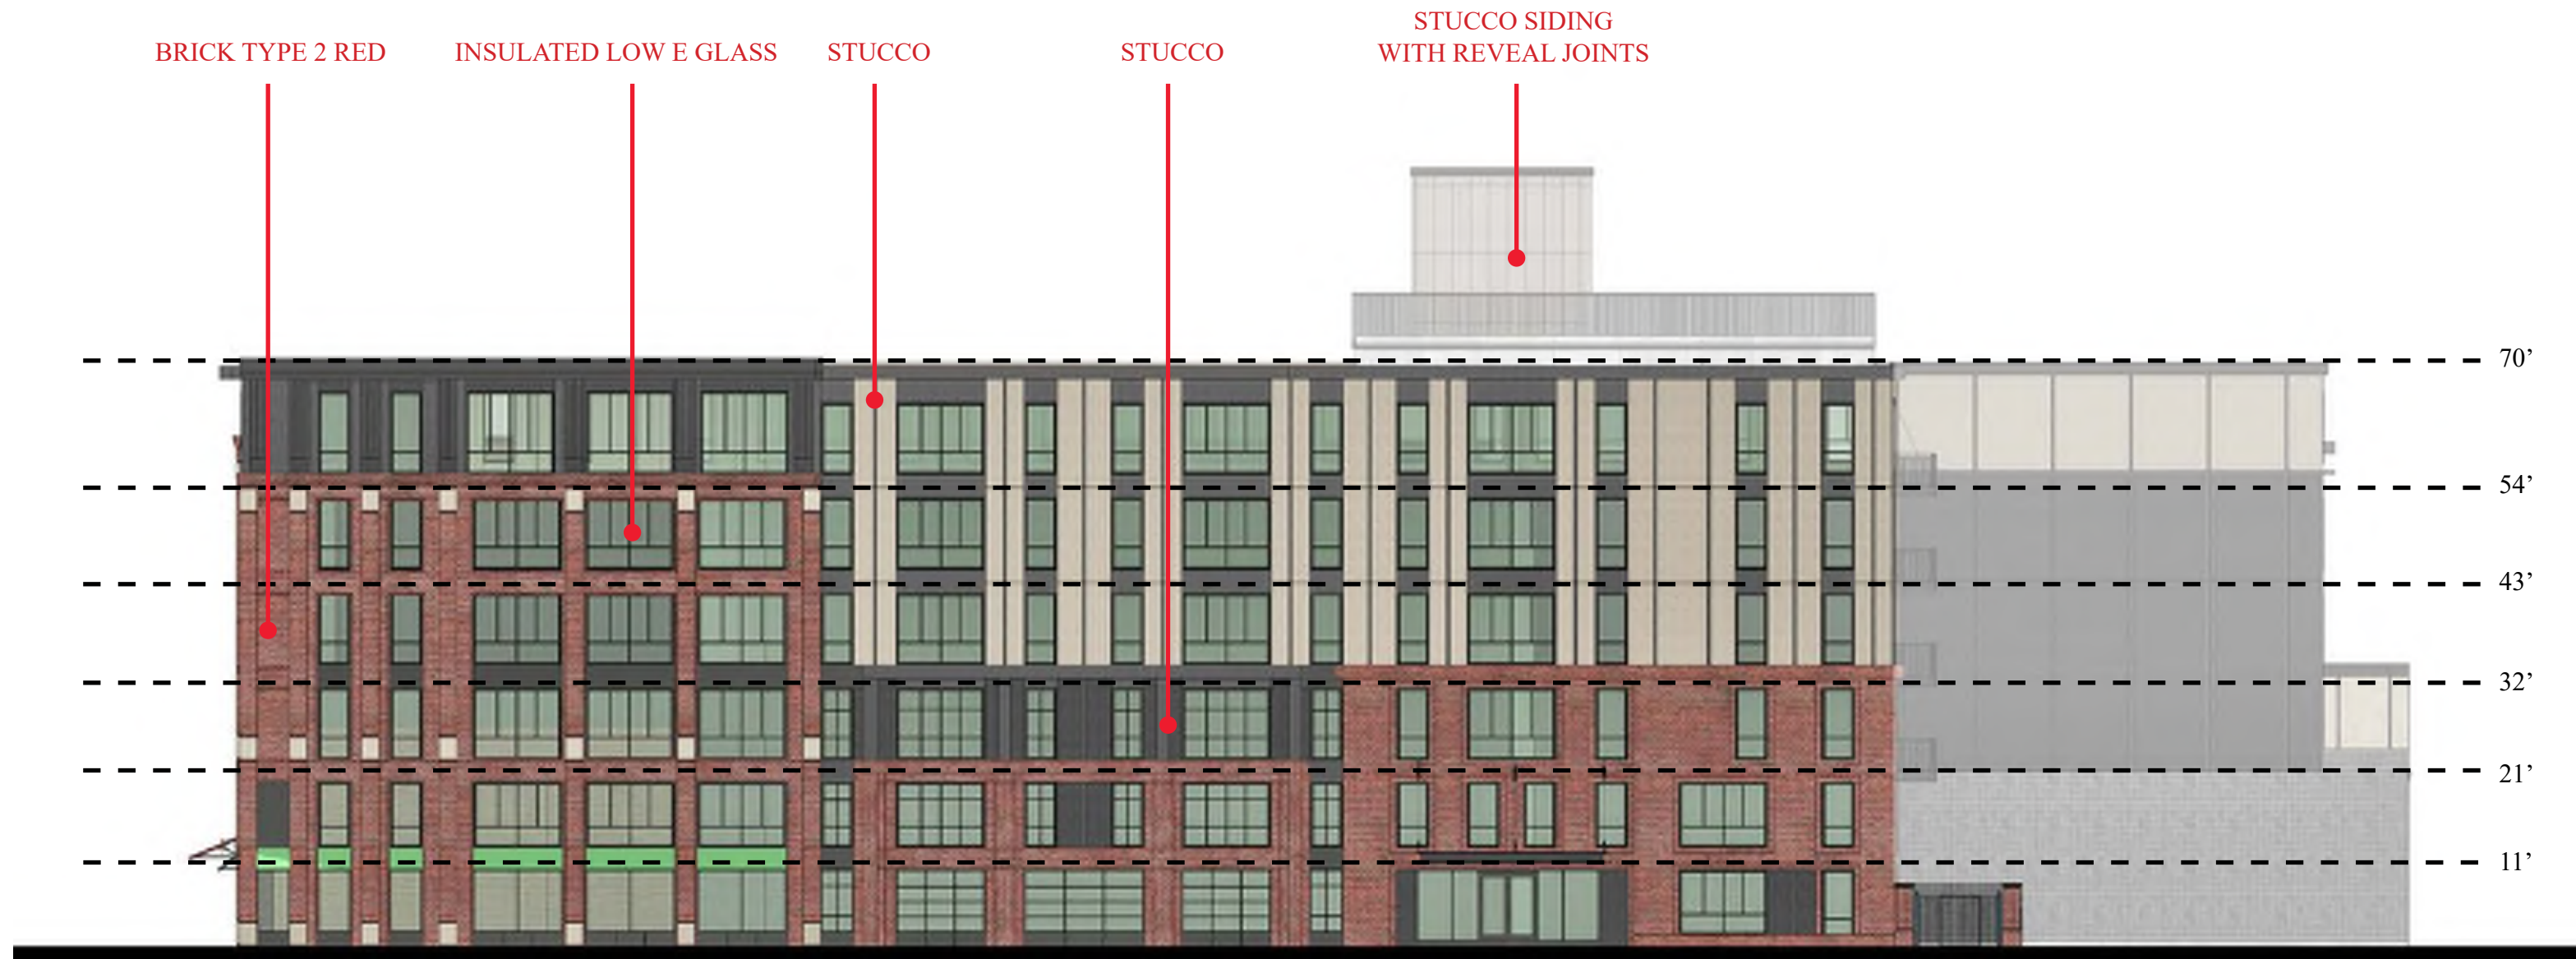 STUCCO SIDING
WITH REVEAL JOINTS
BRICK TYPE 2 RED
INSULATED LOW E GLASS
STUCCO
STUCCO
70’
54’
43’
32’
21’
11’